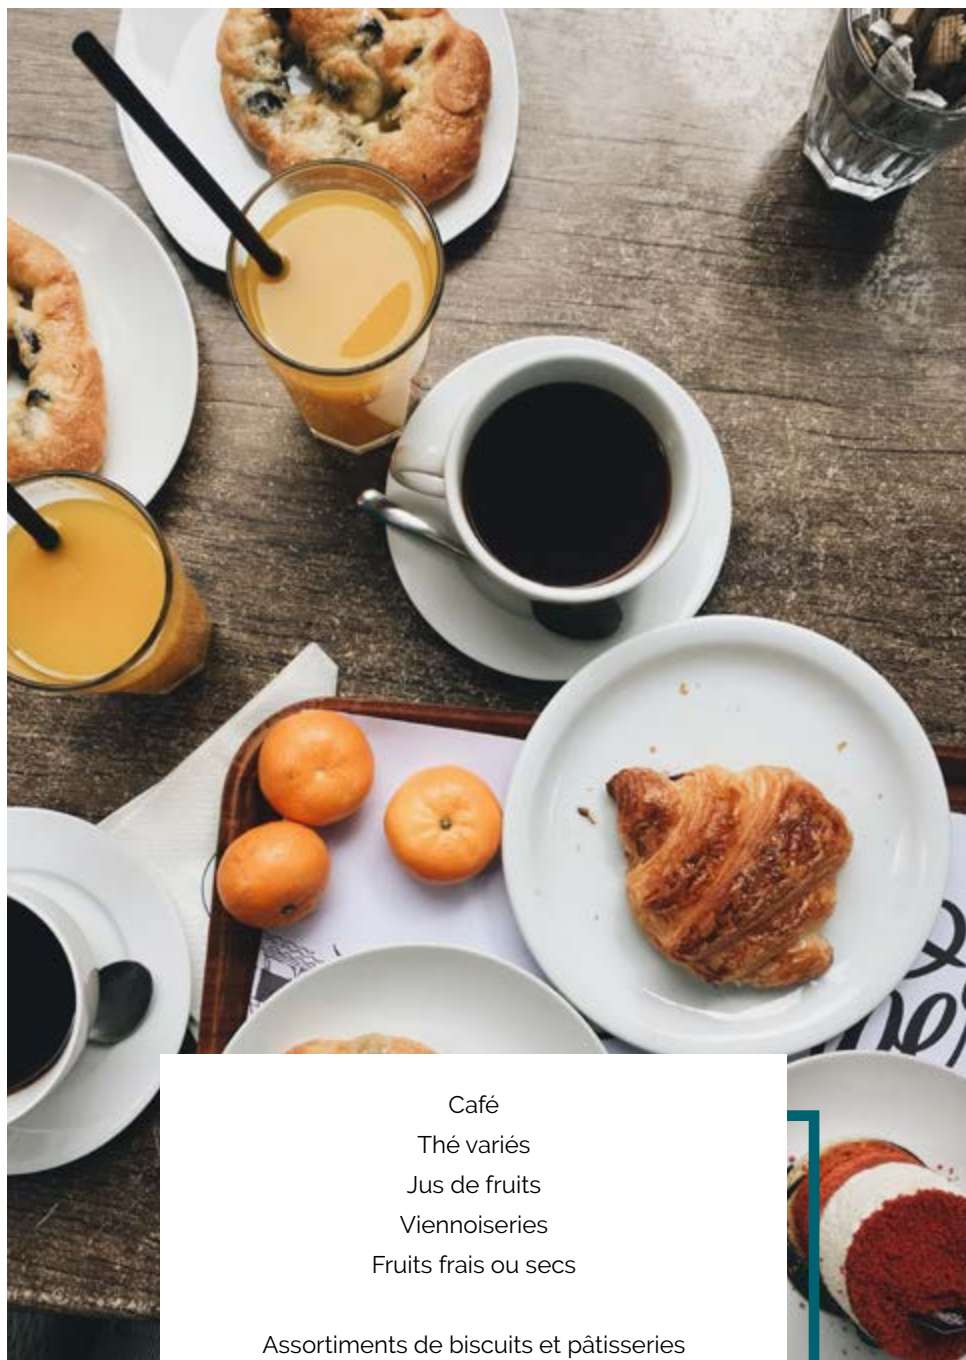 Café
Thé variés
Jus de fruits
Viennoiseries
Fruits frais ou secs
Assortiments de biscuits et pâtisseries